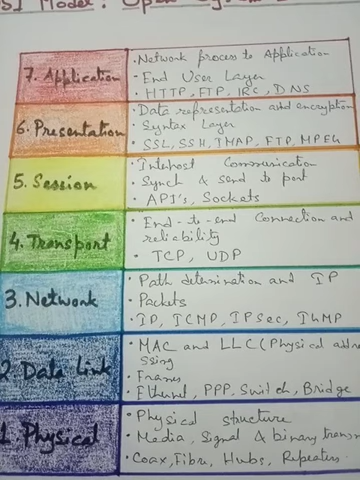 OSI Model: Open System
7. Application
· Network process to Application
- End User Layer
· HTTP, FTP, IRC, DNS
6. Presentation
· Data representation and encryption
· Syntax Layer
· SSL, SSH, IMAP, FTP, MPEG
5. Session
· Interhost Communication
· Synch & send to port
· API's, Sockets
4. Transport
· End-to-end Connection and
reliability
· TCP, UDP
3. Network
· Path determination and IP
· Packets
· IP, ICMP, IPSec, IGMP
2. Data Link
· MAC and LLC (Physical addre
ssing
· Frames
· Ethernet, PPP, Switch, Bridge
1. Physical
· Physical structure
· Media, Signal & binary transm
· Coax, Fibre, Hubs, Repeaters.